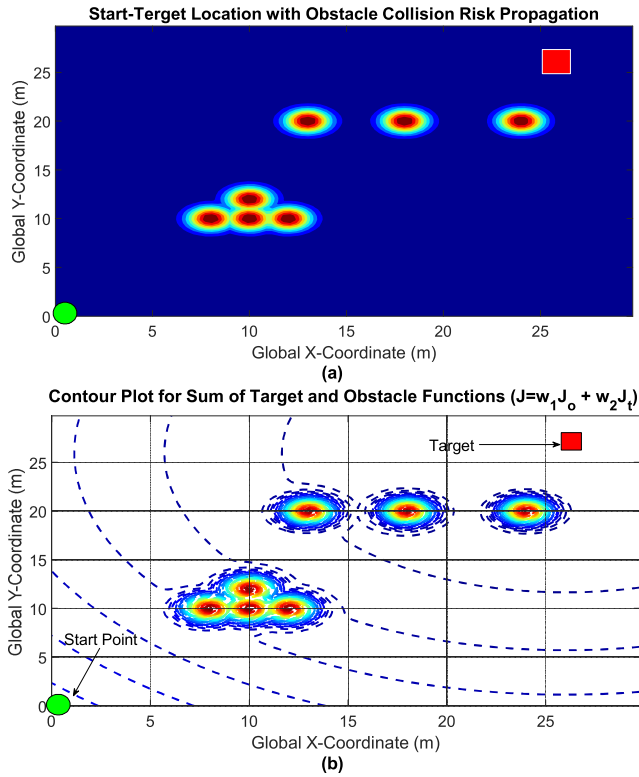 Start-Terget Location with Obstacle Collision Risk Propagation
Global Y-Coordinate (m)
25
20
15
10
5
0
0 5 10 15 20 25
Global X-Coordinate (m)
(a)
Contour Plot for Sum of Target and Obstacle Functions (J=w₁Jₒ + w₂Jₜ)
Global Y-Coordinate (m)
Target
25
20
15
10
Start Point
5
0
0 5 10 15 20 25
Global X-Coordinate (m)
(b)